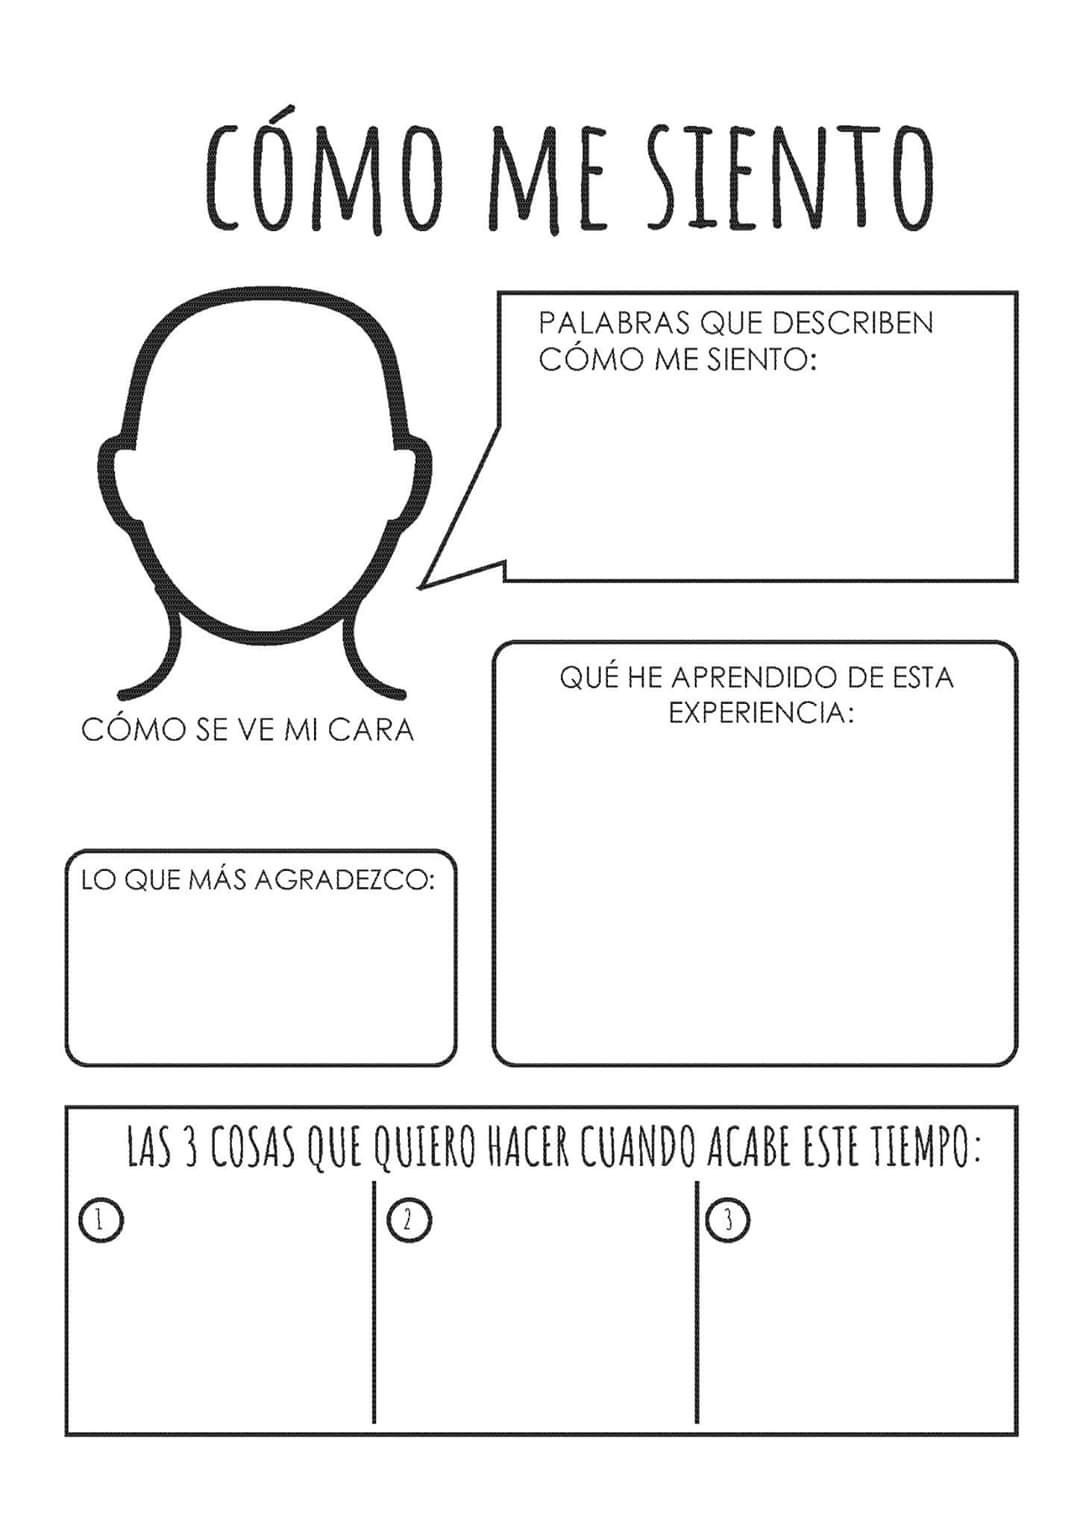 CÓMO ME SIENTO
PALABRAS QUE DESCRIBEN
CÓMO ME SIENTO:
CÓMO SE VE MI CARA
QUÉ HE APRENDIDO DE ESTA
EXPERIENCIA:
LO QUE MÁS AGRADEZCO:
LAS 3 COSAS QUE QUIERO HACER CUANDO ACABE ESTE TIEMPO:
1
2
3